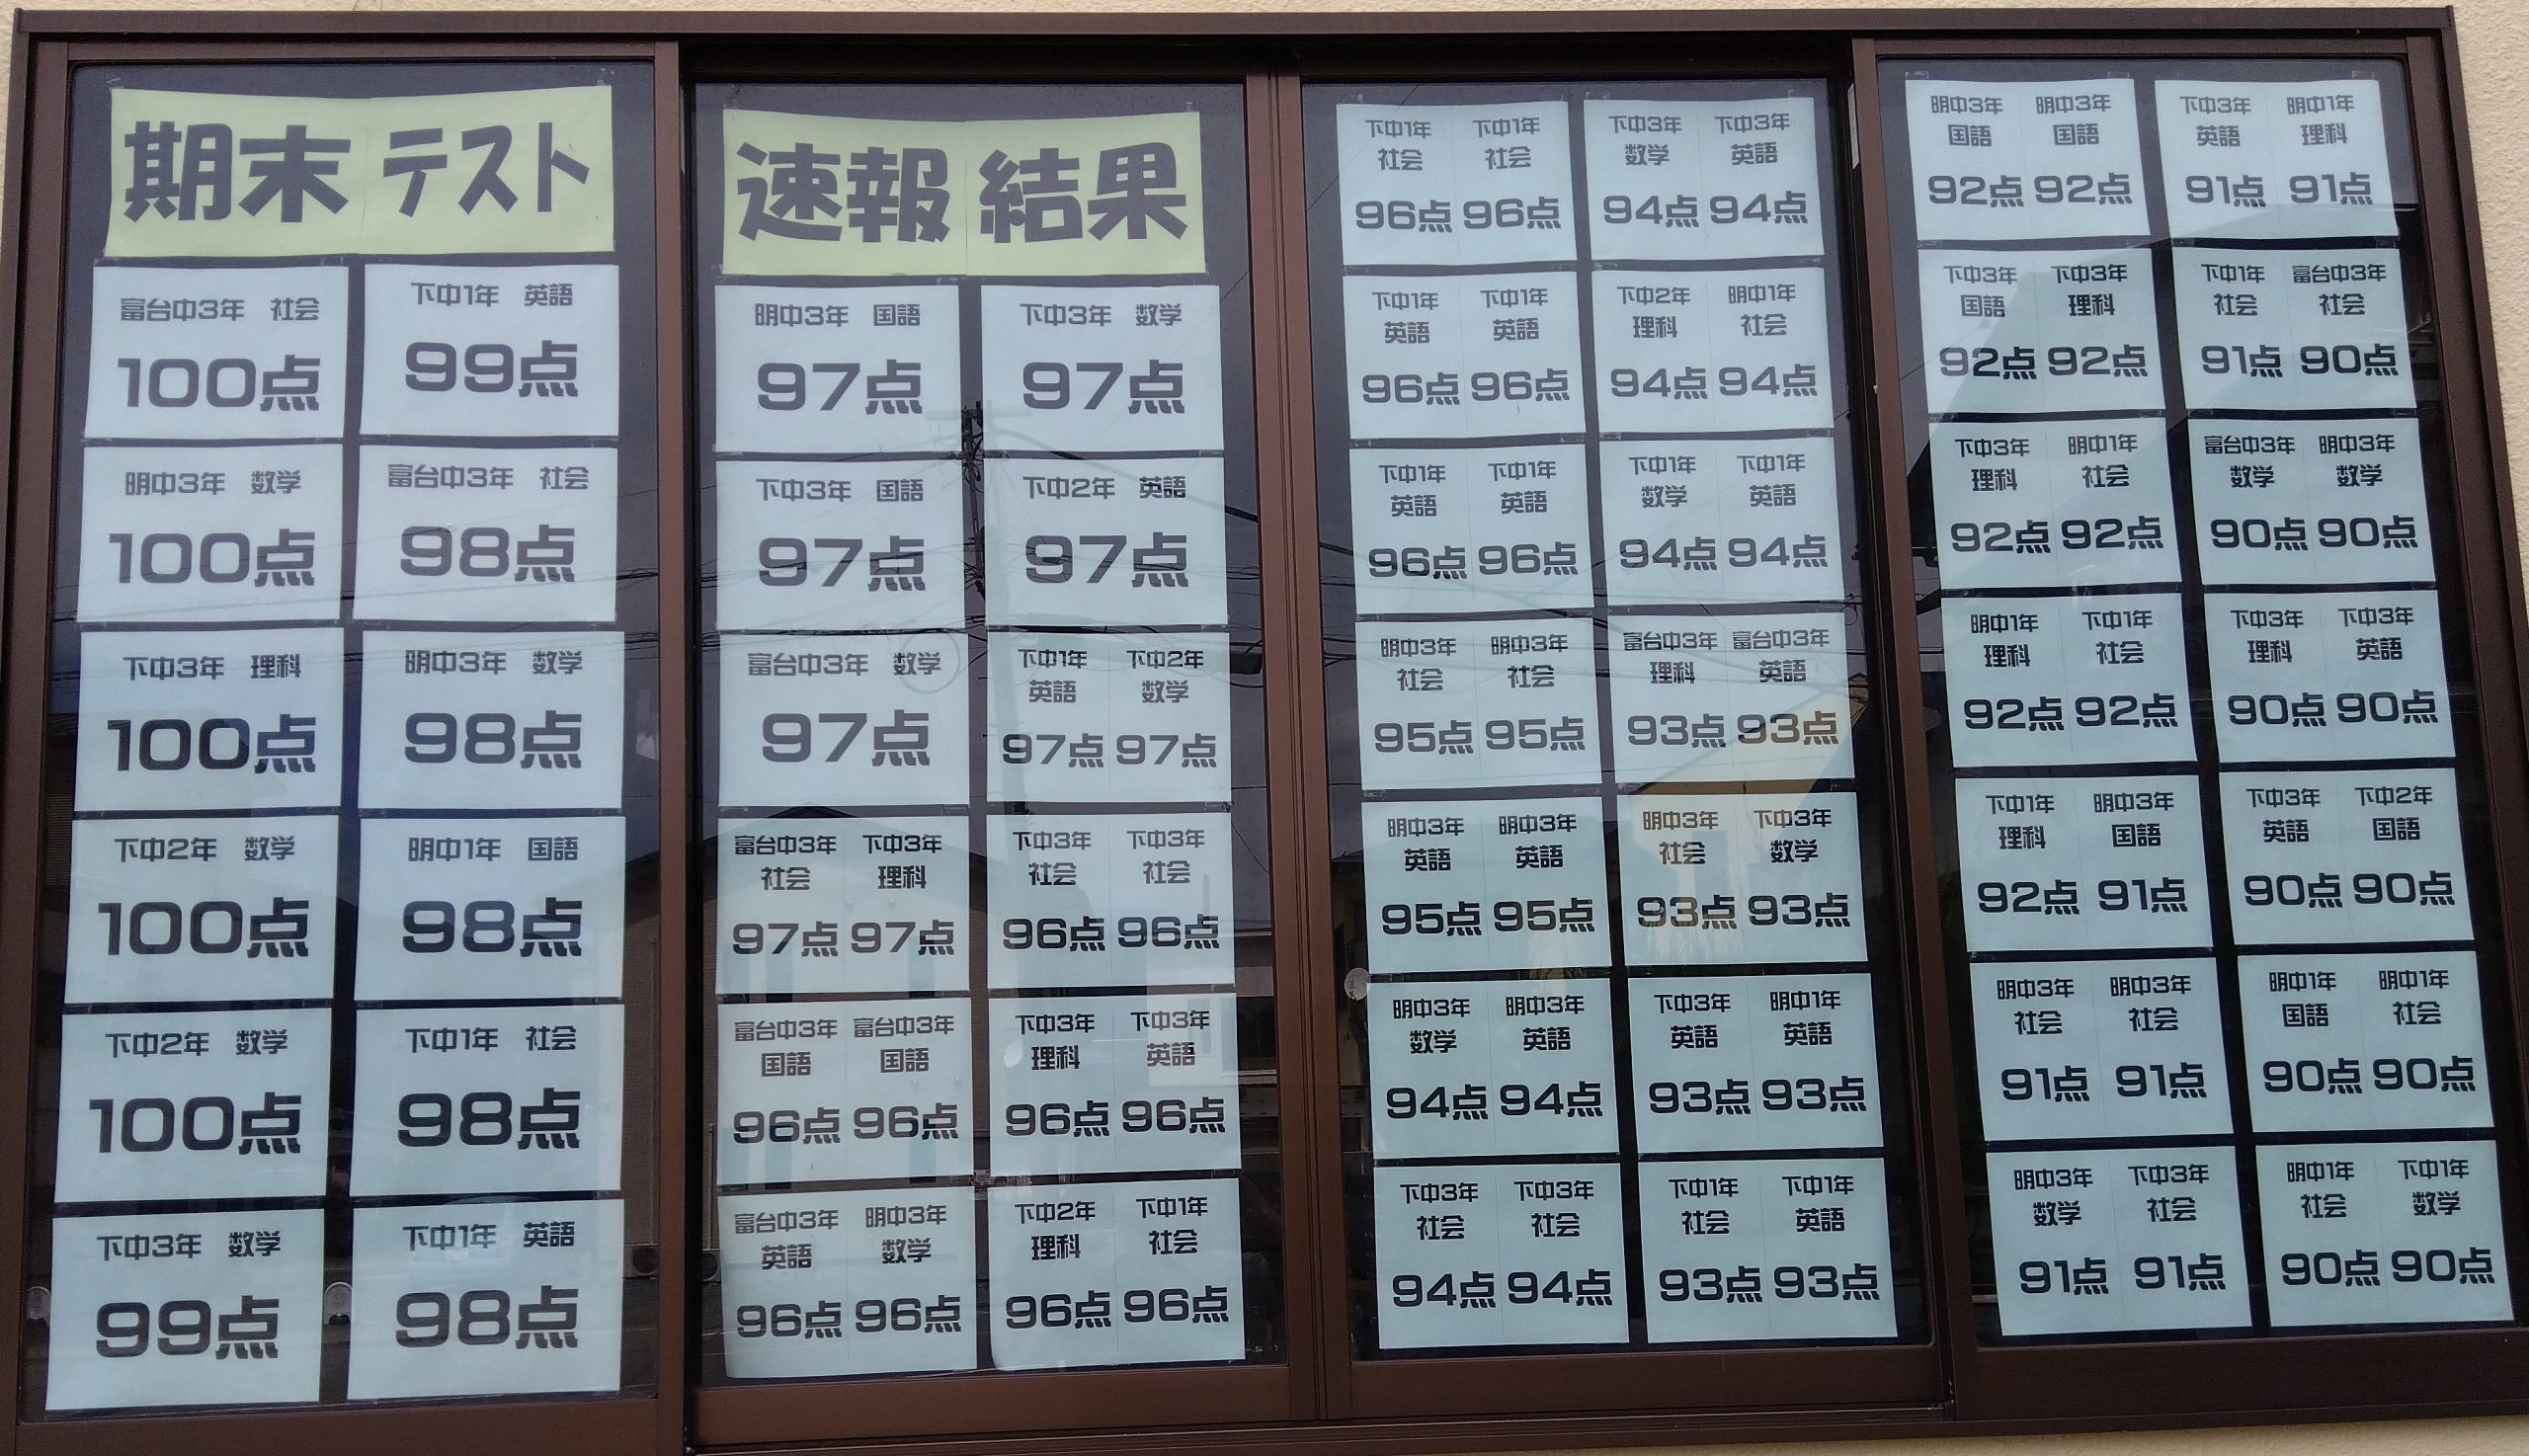 期末 テスト
富台中3年 社会
100点
明中3年 数学
100点
下中3年 理科
100点
下中2年 数学
100点
下中2年 数学
100点
下中3年 数学
99点
下中1年 英語
99点
富台中3年 社会
98点
明中3年 数学
98点
明中1年 国語
98点
下中1年 社会
98点
下中1年 英語
98点
速報 結果
明中3年 国語
97点
下中3年 国語
97点
富台中3年 数学
97点
富台中3年 下中3年
社会 理科
97点 97点
富台中3年 富台中3年
国語 国語
96点 96点
富台中3年 明中3年
英語 数学
96点 96点
下中3年 数学
97点
下中2年 英語
97点
下中1年 下中2年
英語 数学
97点 97点
下中3年 下中3年
社会 社会
96点 96点
下中3年 下中3年
理科 英語
96点 96点
下中2年 下中1年
理科 社会
96点 96点
下中1年 下中1年
社会 社会
96点 96点
下中1年 下中1年
英語 英語
96点 96点
下中1年 下中1年
英語 英語
96点 96点
明中3年 明中3年
社会 社会
95点 95点
明中3年 明中3年
英語 英語
95点 95点
明中3年 明中3年
数学 英語
94点 94点
下中3年 下中3年
社会 社会
94点 94点
下中3年 下中3年
数学 英語
94点 94点
下中2年 明中1年
理科 社会
94点 94点
下中1年 下中1年
数学 英語
94点 94点
富台中3年 富台中3年
理科 英語
93点 93点
明中3年 下中3年
社会 数学
93点 93点
下中3年 明中1年
英語 英語
93点 93点
下中1年 下中1年
社会 英語
93点 93点
明中3年 明中3年
国語 国語
92点 92点
下中3年 下中3年
国語 理科
92点 92点
下中3年 明中1年
理科 社会
92点 92点
明中1年 下中1年
理科 社会
92点 92点
下中1年 明中3年
理科 国語
92点 91点
明中3年 明中3年
社会 社会
91点 91点
明中3年 下中3年
数学 社会
91点 91点
下中3年 明中1年
英語 理科
91点 91点
下中1年 富台中3年
社会 社会
91点 90点
富台中3年 明中3年
数学 数学
90点 90点
下中3年 下中3年
理科 英語
90点 90点
下中3年 下中2年
英語 国語
90点 90点
明中1年 明中1年
国語 社会
90点 90点
明中1年 下中1年
社会 数学
90点 90点